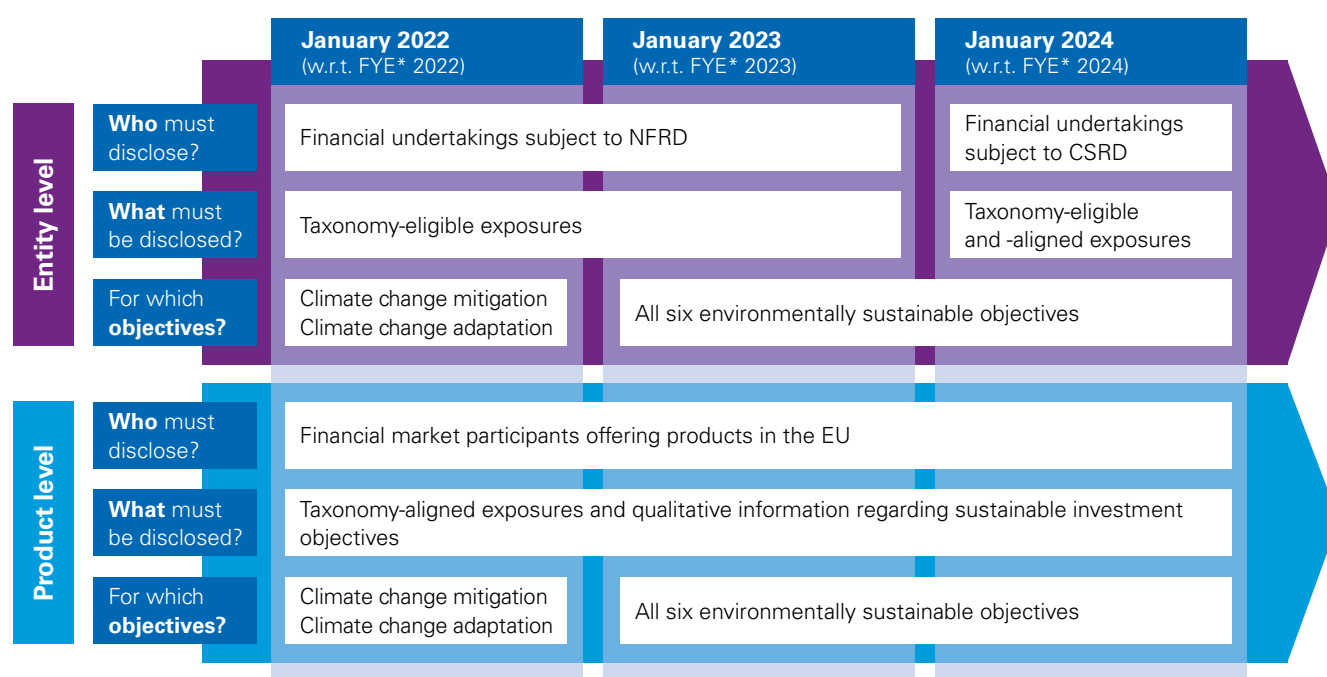 January 2022
(w.r.t. FYE* 2022)
January 2023
(w.r.t. FYE* 2023)
January 2024
(w.r.t. FYE* 2024)
Entity level
Who must
disclose?
Financial undertakings subject to NFRD
Financial undertakings
subject to CSRD
What must
be disclosed?
Taxonomy-eligible exposures
Taxonomy-eligible
and -aligned exposures
For which
objectives?
Climate change mitigation
Climate change adaptation
All six environmentally sustainable objectives
Product level
Who must
disclose?
Financial market participants offering products in the EU
What must
be disclosed?
Taxonomy-aligned exposures and qualitative information regarding sustainable investment
objectives
For which
objectives?
Climate change mitigation
Climate change adaptation
All six environmentally sustainable objectives